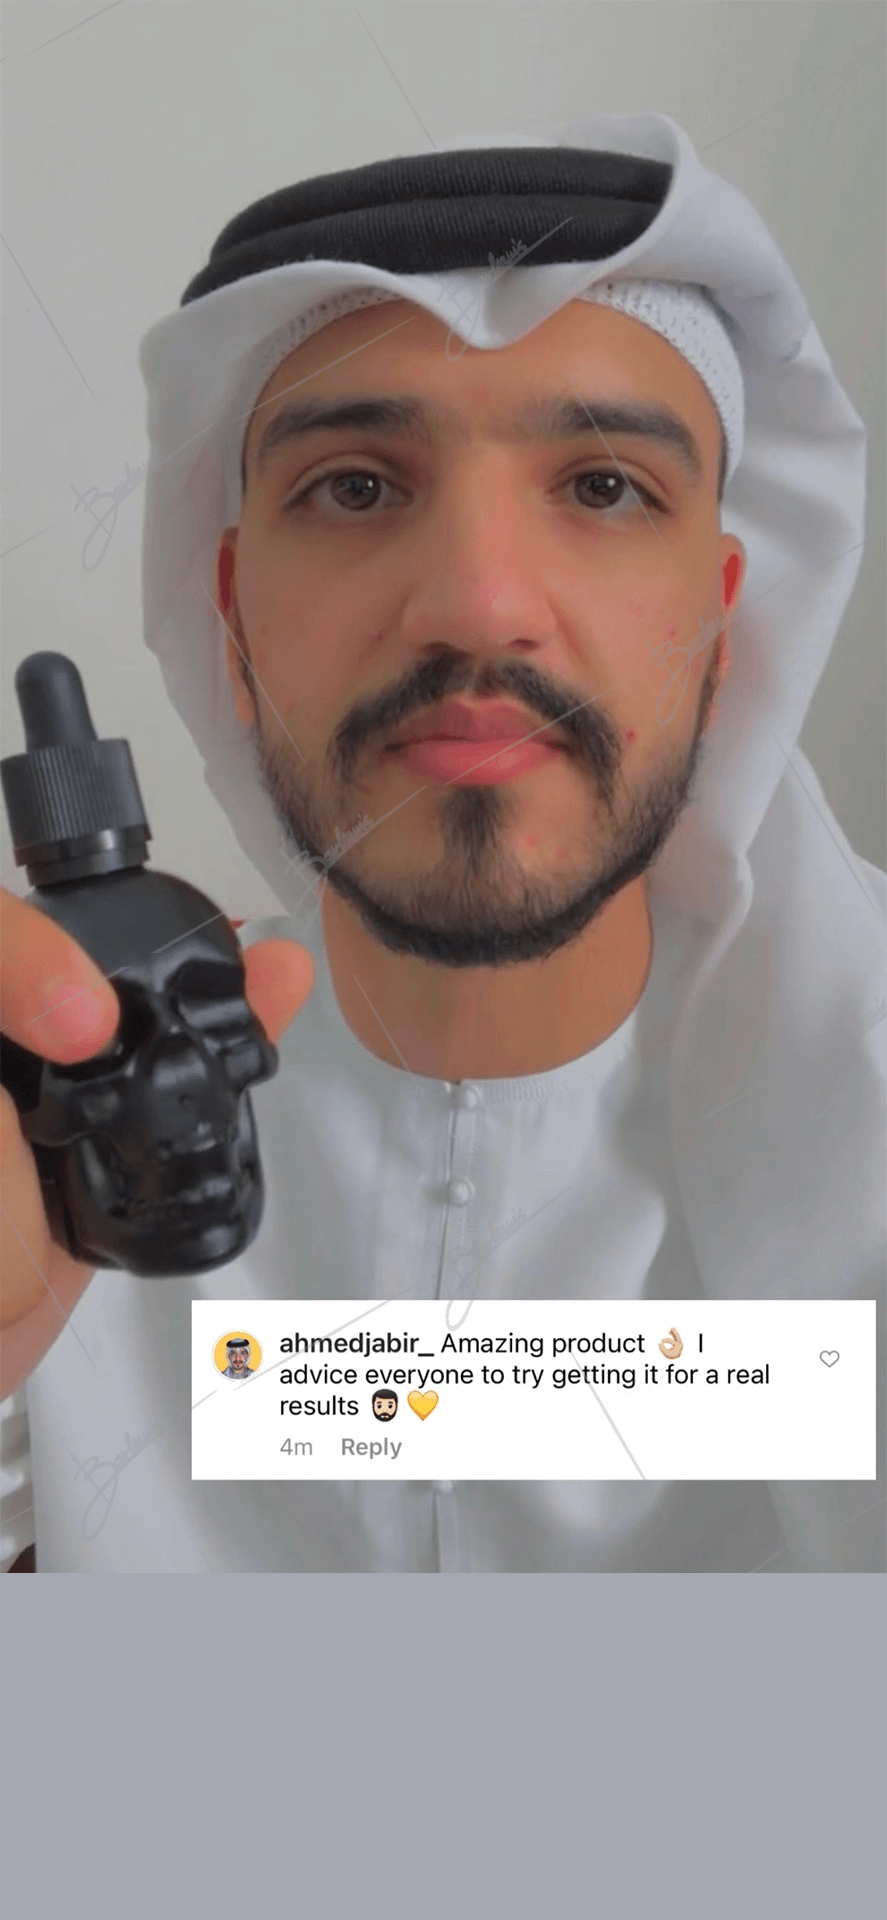 ahmedjabir_ Amazing product 👌🏼 I
advice everyone to try getting it for a real
results 🧔🏻💛
4m Reply